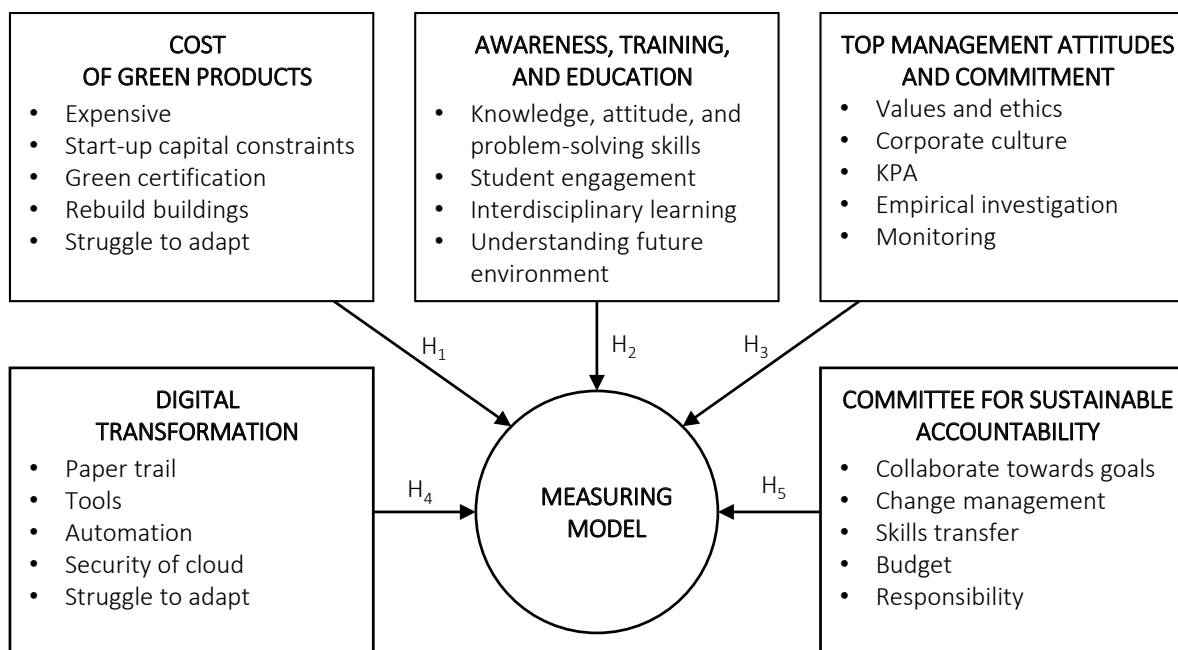 COST
OF GREEN PRODUCTS
• Expensive
• Start-up capital constraints
• Green certification
• Rebuild buildings
• Struggle to adapt
AWARENESS, TRAINING,
AND EDUCATION
• Knowledge, attitude, and
problem-solving skills
• Student engagement
• Interdisciplinary learning
• Understanding future
environment
TOP MANAGEMENT ATTITUDES
AND COMMITMENT
• Values and ethics
• Corporate culture
• KPA
• Empirical investigation
• Monitoring
H₁
H₂
H₃
DIGITAL
TRANSFORMATION
• Paper trail
• Tools
• Automation
• Security of cloud
• Struggle to adapt
H₄
MEASURING
MODEL
H₅
COMMITTEE FOR SUSTAINABLE
ACCOUNTABILITY
• Collaborate towards goals
• Change management
• Skills transfer
• Budget
• Responsibility